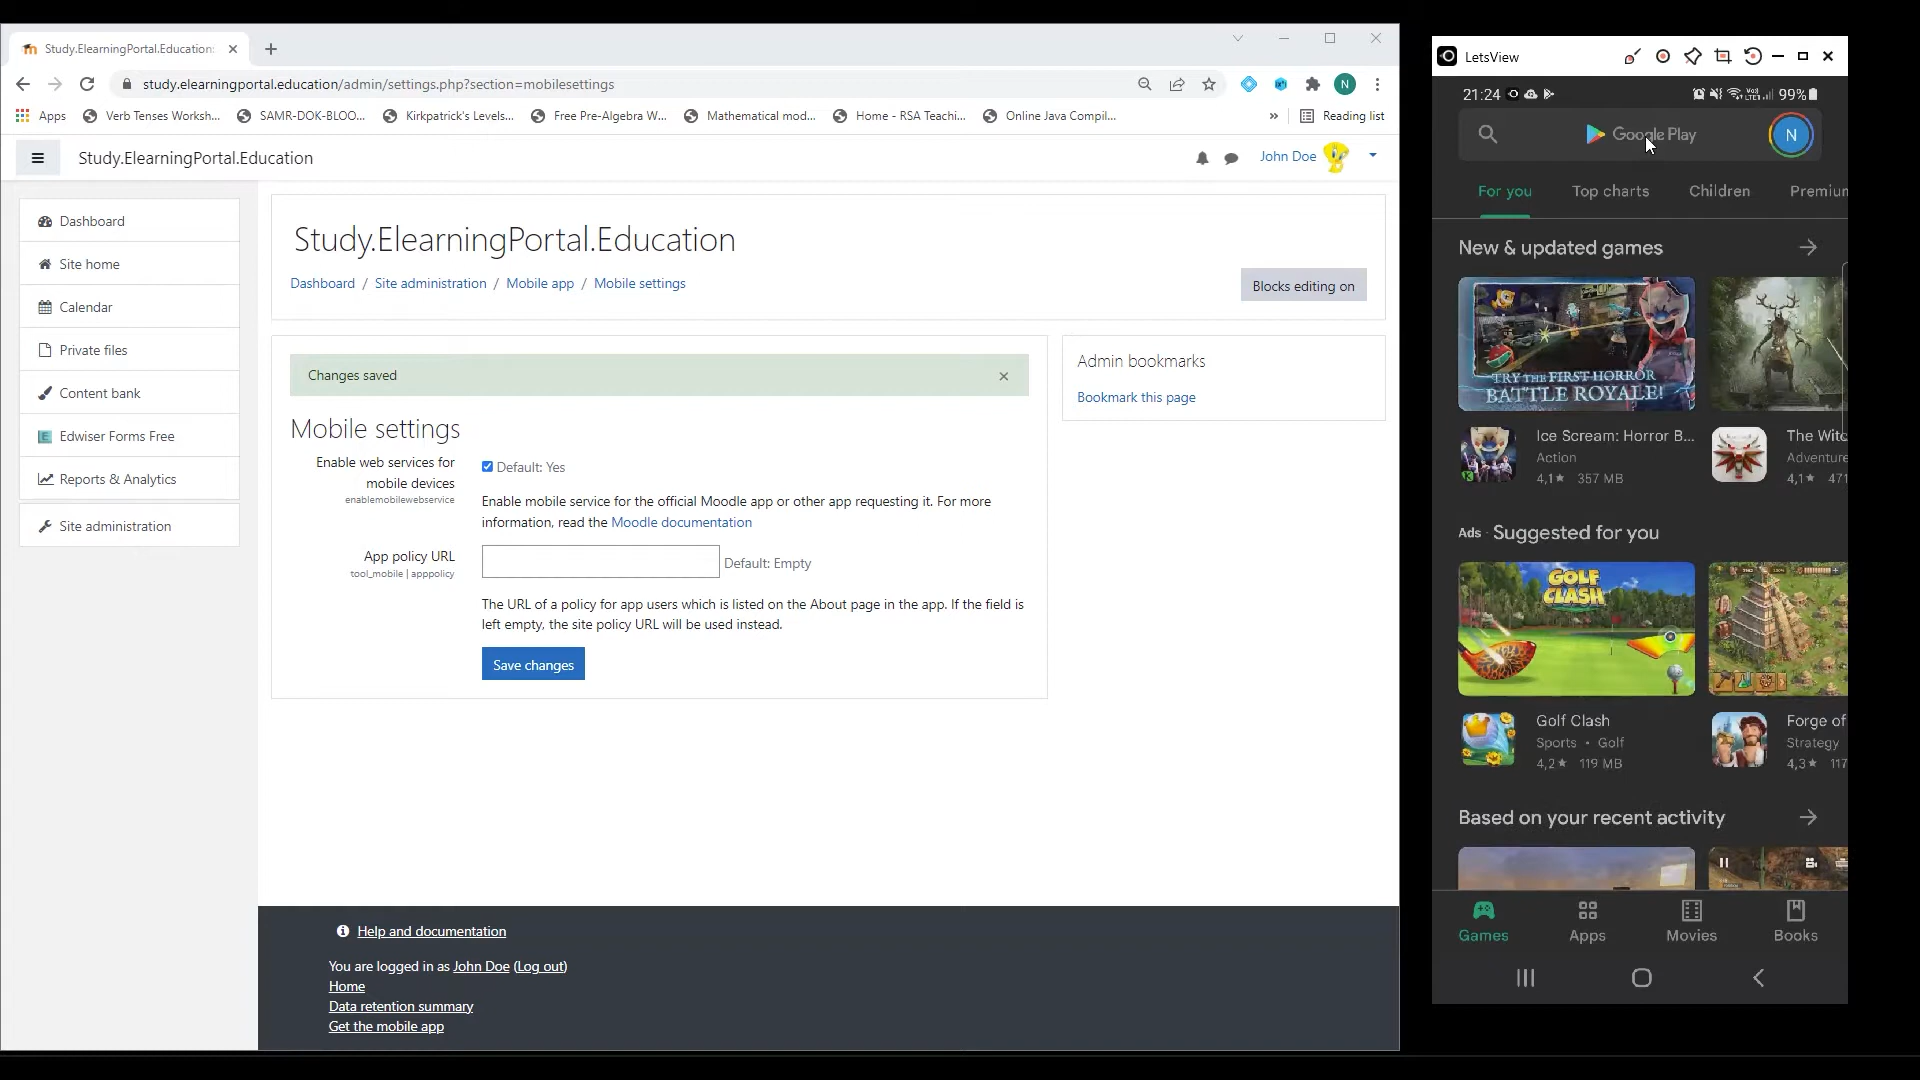 Study.ElearningPortal.Education:
study.elearningportal.education/admin/settings.php?section=mobilesettings
N
Apps
Verb Tenses Worksh...
SAMR-DOK-BLOO...
Kirkpatrick's Levels...
Free Pre-Algebra W...
Mathematical mod...
Home - RSA Teachi...
Online Java Compil...
»
Reading list
Study.ElearningPortal.Education
John Doe
Dashboard
Site home
Calendar
Private files
Content bank
Edwiser Forms Free
Reports & Analytics
Site administration
Study.ElearningPortal.Education
Dashboard / Site administration / Mobile app / Mobile settings
Blocks editing on
Changes saved
×
Mobile settings
Enable web services for
mobile devices
enablemobilewebservice
Default: Yes
Enable mobile service for the official Moodle app or other app requesting it. For more
information, read the Moodle documentation
App policy URL
tool_mobile | apppolicy
Default: Empty
The URL of a policy for app users which is listed on the About page in the app. If the field is
left empty, the site policy URL will be used instead.
Save changes
Admin bookmarks
Bookmark this page
Help and documentation
You are logged in as John Doe (Log out)
Home
Data retention summary
Get the mobile app
LetsView
21:24
99%
Google Play
N
For you
Top charts
Children
Premium
New & updated games
TRY THE FIRST HORROR
BATTLE ROYALE!
Ice Scream: Horror B...
Action
4,1★ 357 MB
The Witc
Adventure
4,1★ 471
Ads · Suggested for you
GOLF
CLASH
Golf Clash
Sports • Golf
4,2★ 119 MB
Forge of
Strategy
4,3★ 117
Based on your recent activity
Games
Apps
Movies
Books